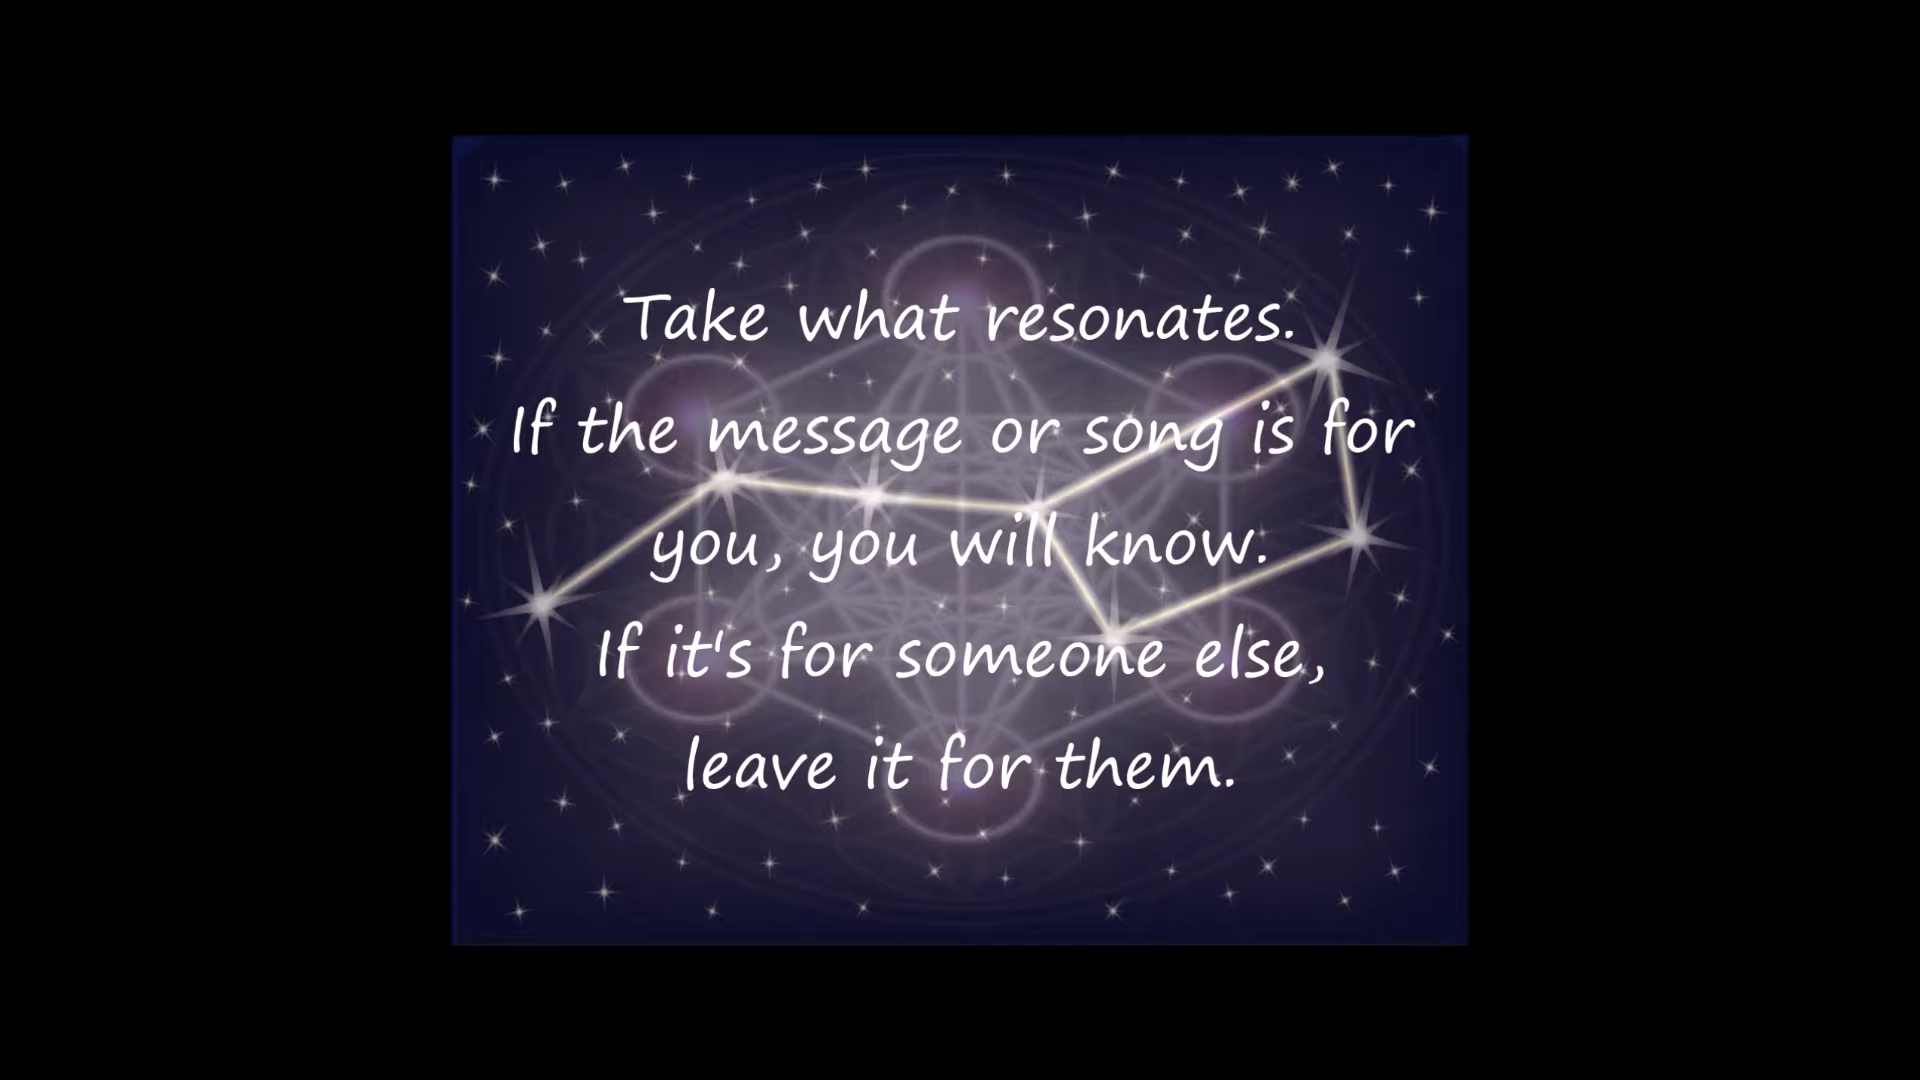 Take what resonates.
If the message or song is for
you, you will know.
If it's for someone else,
leave it for them.